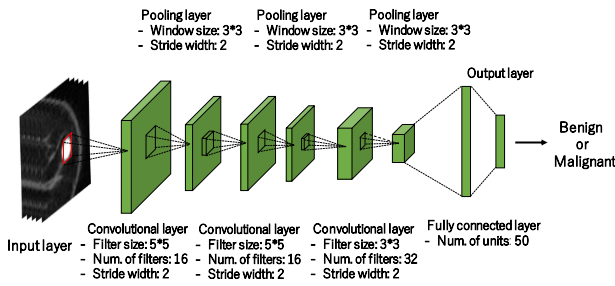 Pooling layer
- Window size: 3*3
- Stride width: 2
Pooling layer
- Window size: 3*3
- Stride width: 2
Pooling layer
- Window size: 3*3
- Stride width: 2
Output layer
Benign
or
Malignant
Input layer
Convolutional layer
- Filter size: 5*5
- Num. of filters: 16
- Stride width: 2
Convolutional layer
- Filter size: 5*5
- Num. of filters: 16
- Stride width: 2
Convolutional layer
- Filter size: 3*3
- Num. of filters: 32
- Stride width: 2
Fully connected layer
- Num. of units: 50